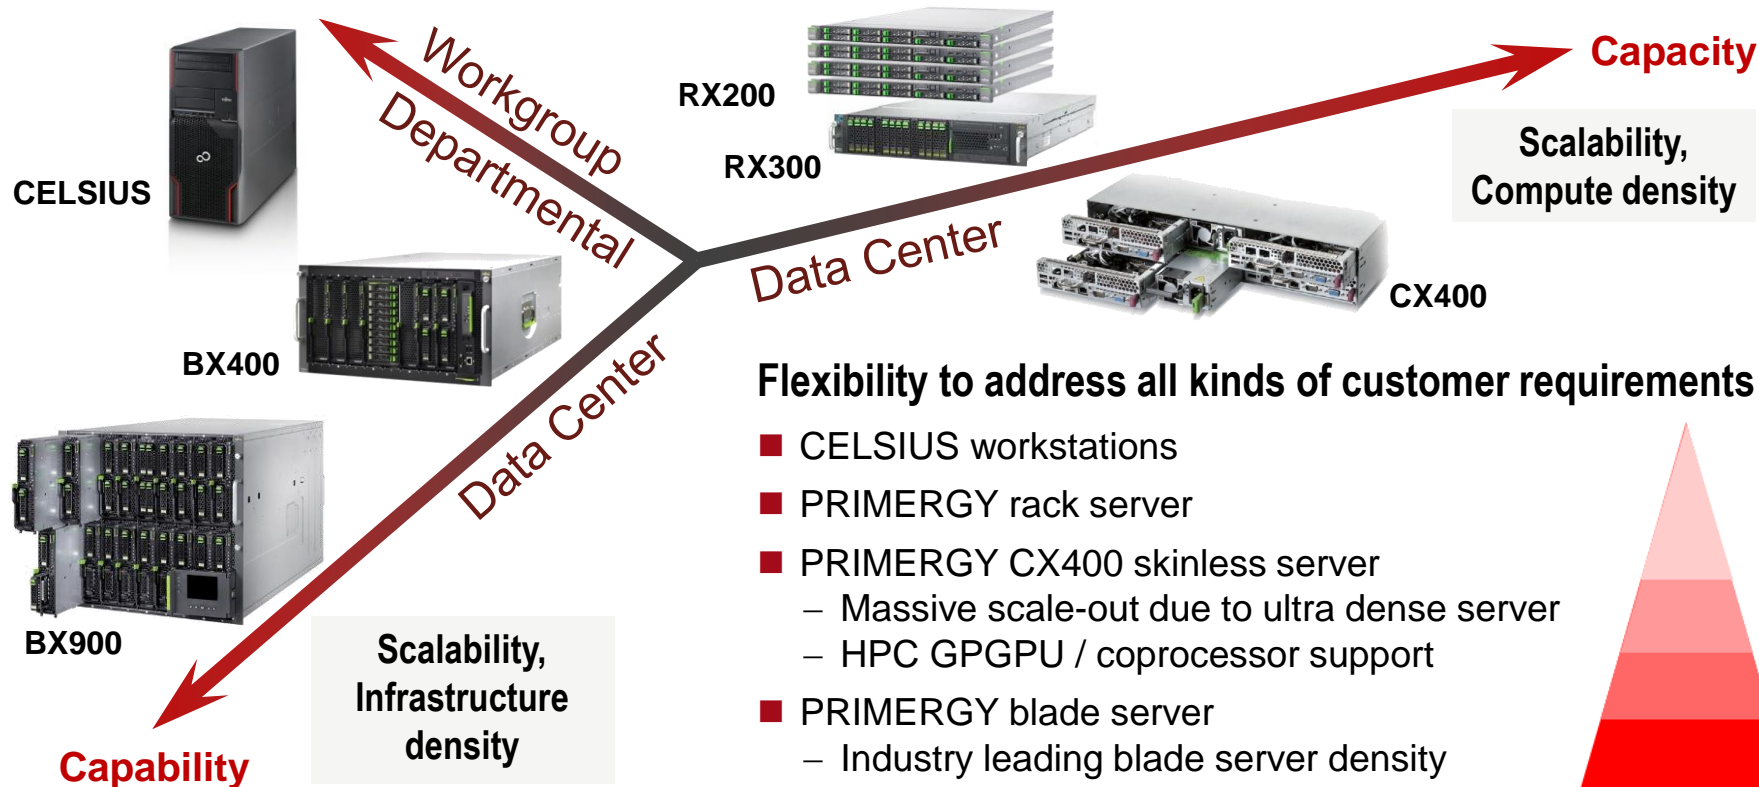 Workgroup
Departmental
CELSIUS
RX200
RX300
Capacity
Scalability,
Compute density
Data Center
CX400
BX400
Data Center
BX900
Scalability,
Infrastructure
density
Capability
Flexibility to address all kinds of customer requirements
■ CELSIUS workstations
■ PRIMERGY rack server
■ PRIMERGY CX400 skinless server
– Massive scale-out due to ultra dense server
– HPC GPGPU / coprocessor support
■ PRIMERGY blade server
– Industry leading blade server density